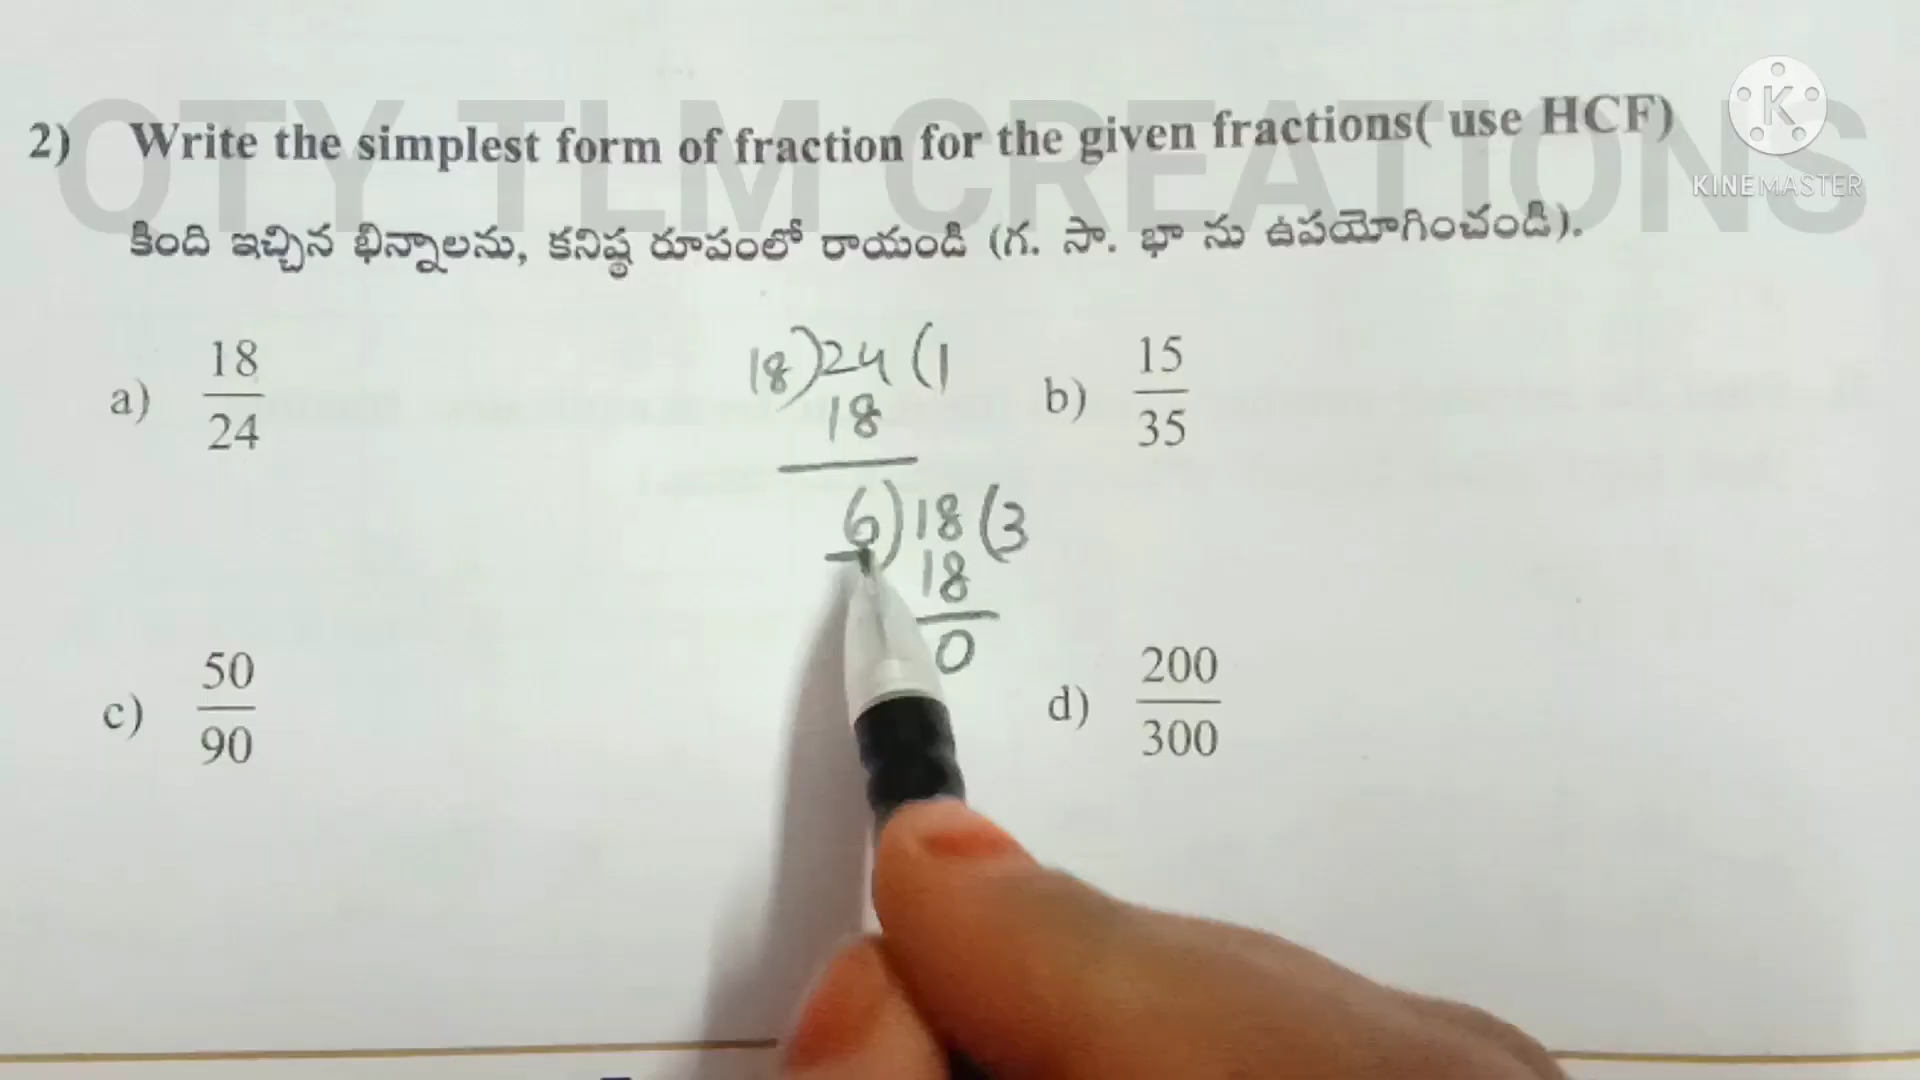 QTY TLM CREATIONS
KINEMASTER
2) Write the simplest form of fraction for the given fractions( use HCF)
కింది ఇచ్చిన భిన్నాలను, కనిష్ఠ రూపంలో రాయండి (గ. సా. భా ను ఉపయోగించండి).
a) 18/24
18)24(1
18
6)18(3
18
0
b) 15/35
c) 50/90
d) 200/300